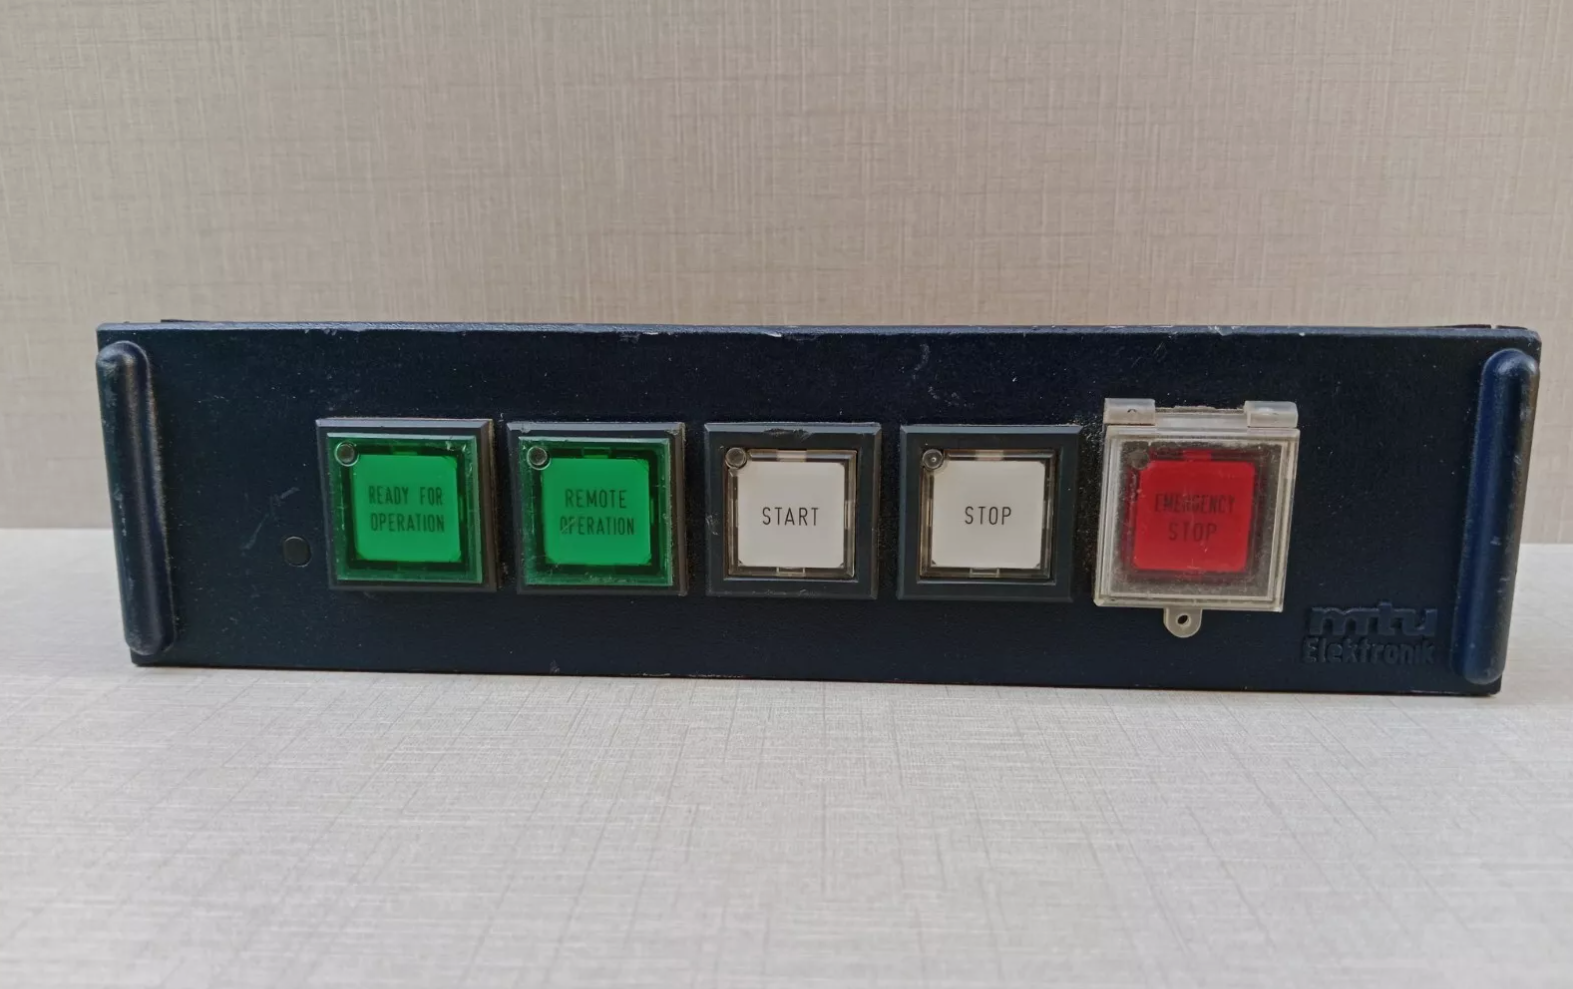 READY FOR
OPERATION
REMOTE
OPERATION
START
STOP
EMERGENCY
STOP
mtu
Elektronik